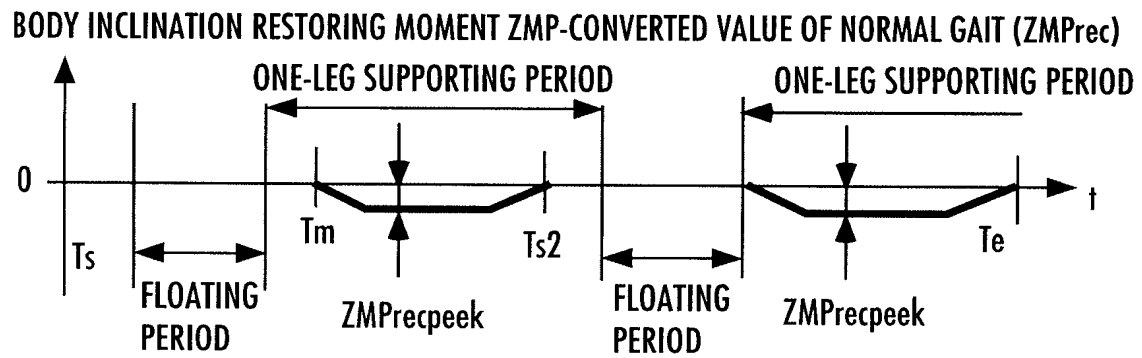 BODY INCLINATION RESTORING MOMENT ZMP-CONVERTED VALUE OF NORMAL GAIT (ZMPrec)
ONE-LEG SUPPORTING PERIOD
ONE-LEG SUPPORTING PERIOD
0
t
Ts
Tm
Ts2
Te
FLOATING
PERIOD
ZMPrecpeek
FLOATING
PERIOD
ZMPrecpeek